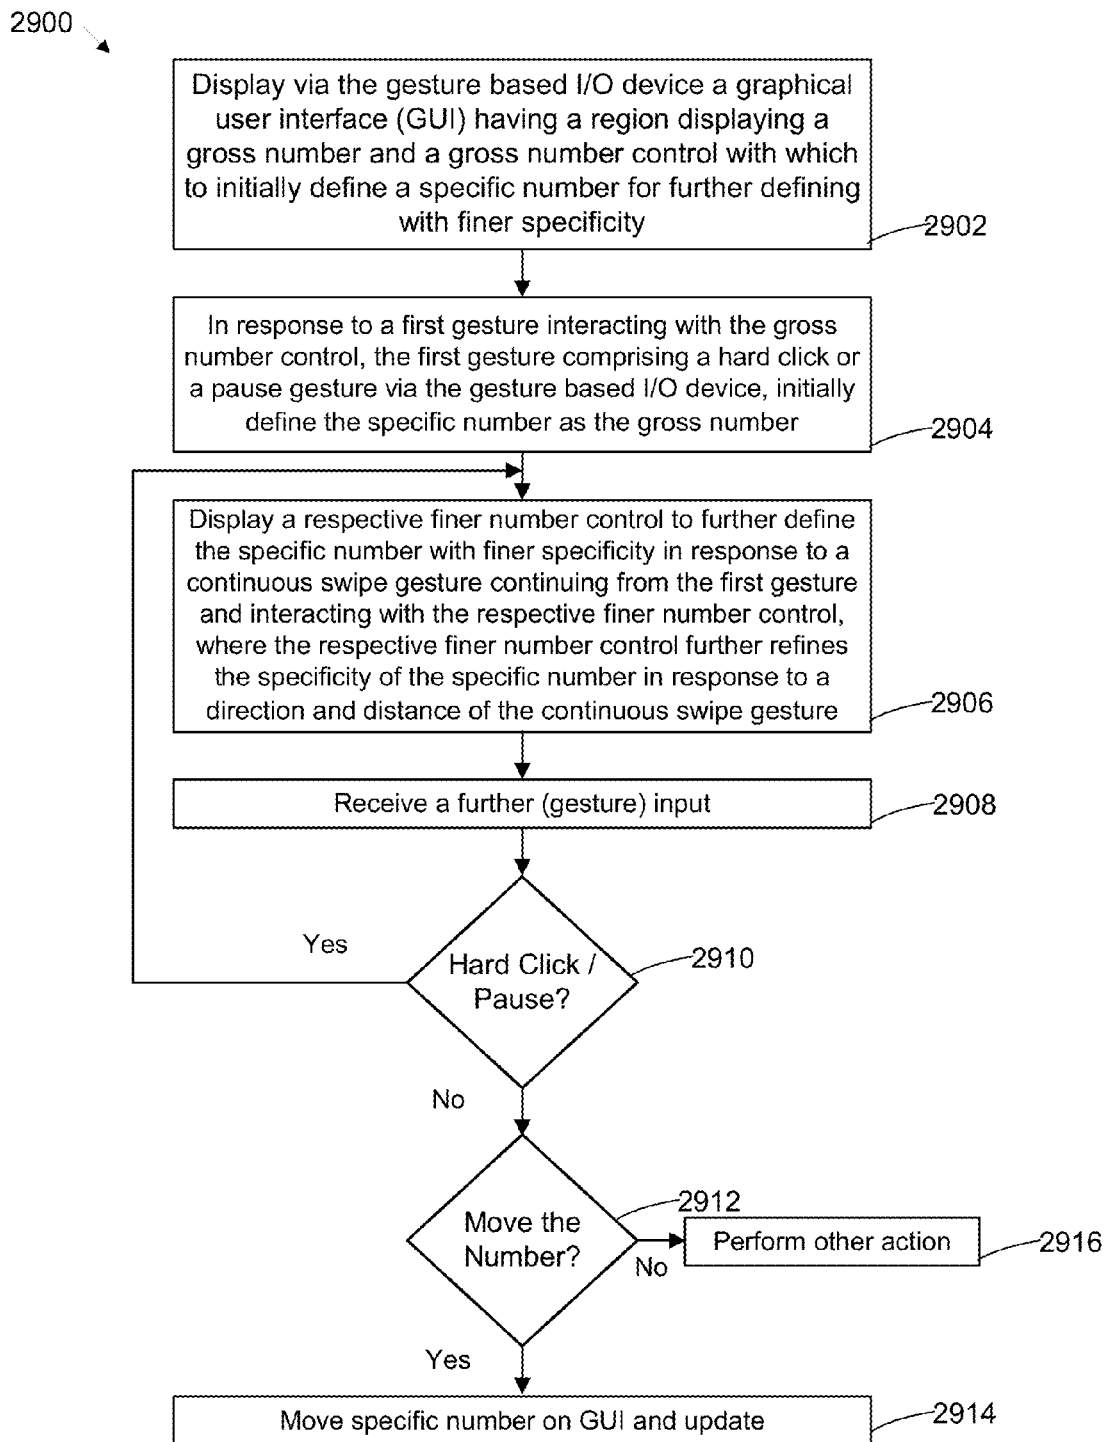 2900
Display via the gesture based I/O device a graphical
user interface (GUI) having a region displaying a
gross number and a gross number control with which
to initially define a specific number for further defining
with finer specificity
2902
In response to a first gesture interacting with the gross
number control, the first gesture comprising a hard click or
a pause gesture via the gesture based I/O device, initially
define the specific number as the gross number
2904
Display a respective finer number control to further define
the specific number with finer specificity in response to a
continuous swipe gesture continuing from the first gesture
and interacting with the respective finer number control,
where the respective finer number control further refines
the specificity of the specific number in response to a
direction and distance of the continuous swipe gesture
2906
Receive a further (gesture) input
2908
Yes
Hard Click /
Pause?
2910
No
Move the
Number?
2912
No
Perform other action
2916
Yes
Move specific number on GUI and update
2914